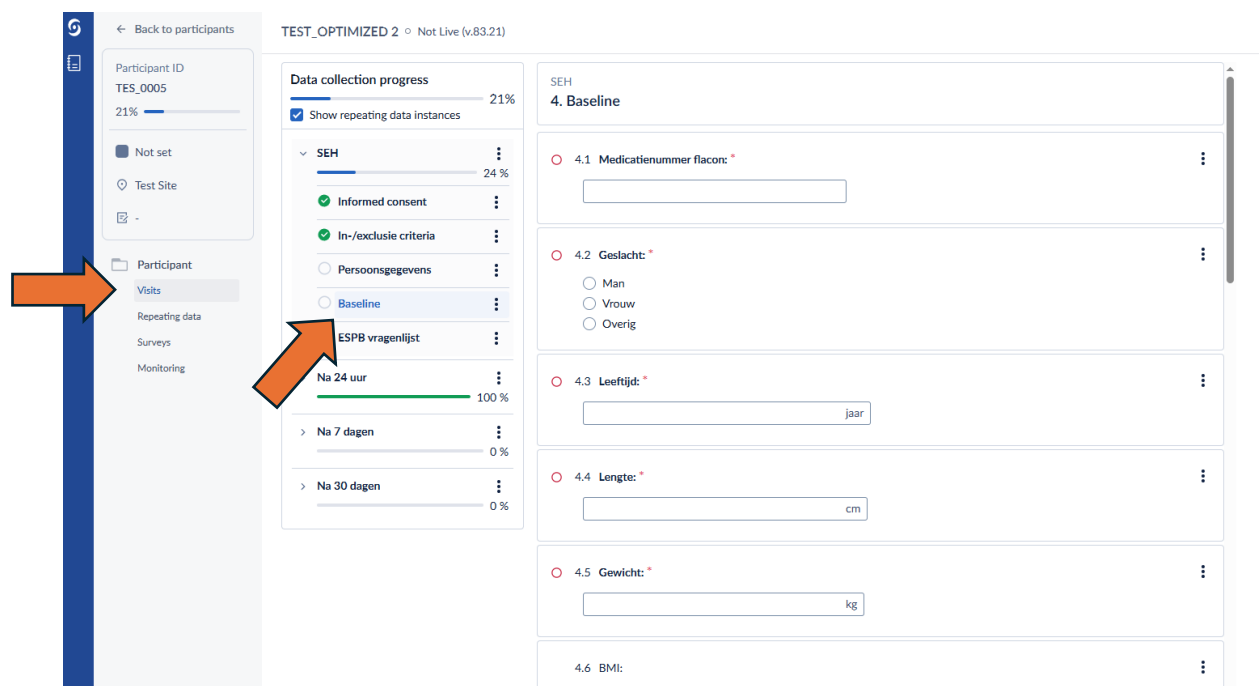 Back to participants
Participant ID
TES_0005
21%
Not set
Test Site
-
Participant
Visits
Repeating data
Surveys
Monitoring
TEST_OPTIMIZED 2 Not Live (v.83.21)
Data collection progress
21%
Show repeating data instances
SEH
24 %
Informed consent
In-/exclusie criteria
Persoonsgegevens
Baseline
ESPB vragenlijst
Na 24 uur
100 %
Na 7 dagen
0 %
Na 30 dagen
0 %
SEH
4. Baseline
4.1 Medicatienummer flacon: *
4.2 Geslacht: *
Man
Vrouw
Overig
4.3 Leeftijd: *
jaar
4.4 Lengte: *
cm
4.5 Gewicht: *
kg
4.6 BMI: